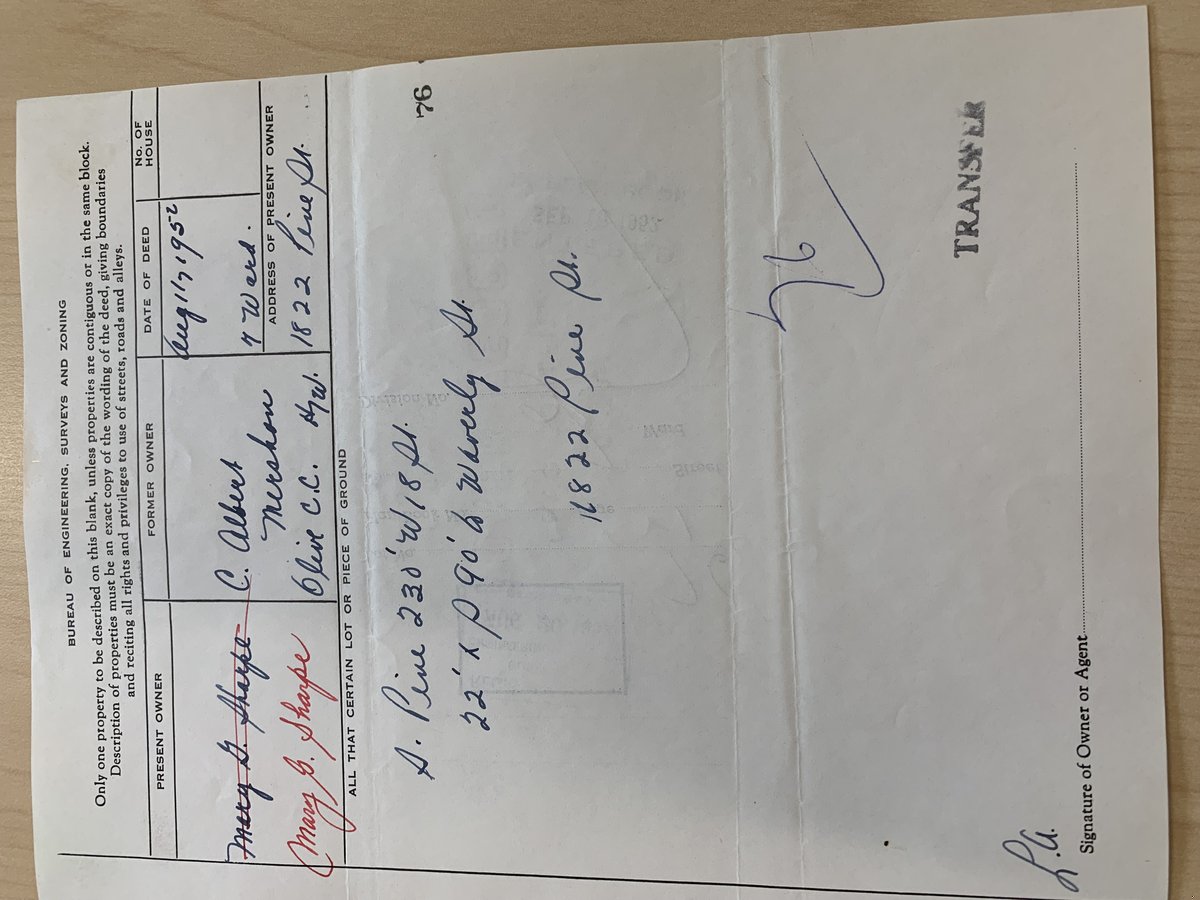 BUREAU OF ENGINEERING, SURVEYS AND ZONING
Only one property to be described on this blank, unless properties are contiguous or in the same block.
Description of properties must be an exact copy of the wording of the deed, giving boundaries
and reciting all rights and privileges to use of streets, roads and alleys.
PRESENT OWNER
FORMER OWNER
DATE OF DEED
No. OF HOUSE
Mary G. Sharpe
Mary G. Sharpe
C. Albert
Mershon
Olive C.C. H/W.
Aug 17 1952
7 Ward.
ADDRESS OF PRESENT OWNER
1822 Pine St.
ALL THAT CERTAIN LOT OR PIECE OF GROUND
76
S. Pine 230' W 18 St.
22' x 90' to Waverly St.
1822 Pine St.
76
TRANSFER
L.A.
Signature of Owner or Agent